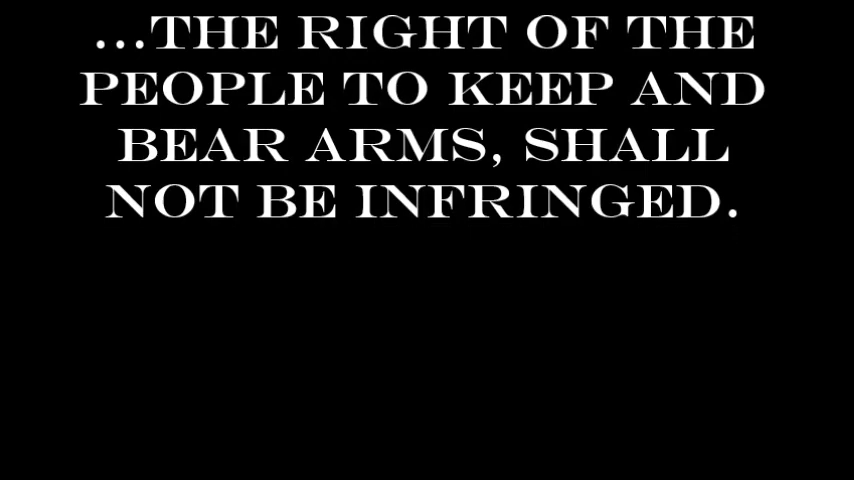 ...THE RIGHT OF THE
PEOPLE TO KEEP AND
BEAR ARMS, SHALL
NOT BE INFRINGED.